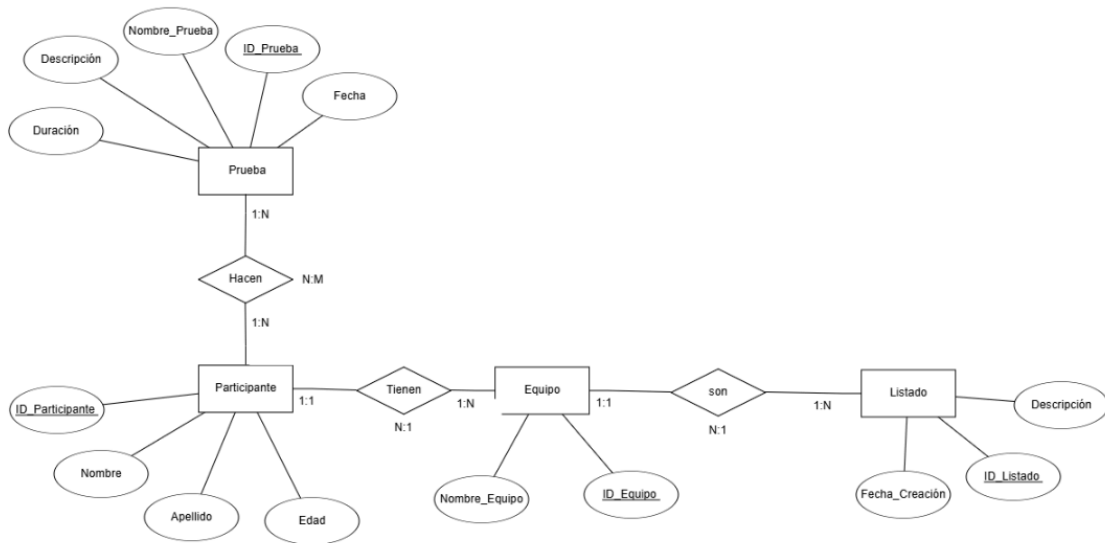 Nombre_Prueba
ID_Prueba
Descripción
Fecha
Duración
Prueba
1:N
Hacen
N:M
1:N
Participante
1:1
Tienen
1:N
N:1
Equipo
1:1
son
1:N
N:1
Listado
Descripción
ID_Participante
Nombre
Apellido
Edad
Nombre_Equipo
ID_Equipo
Fecha_Creación
ID_Listado